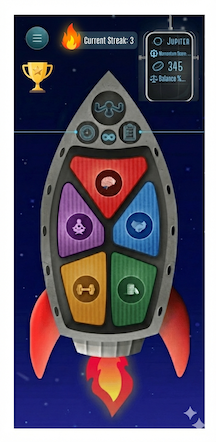 Current Streak: 3
JUPITER
Momentum Score
345
Balance %...